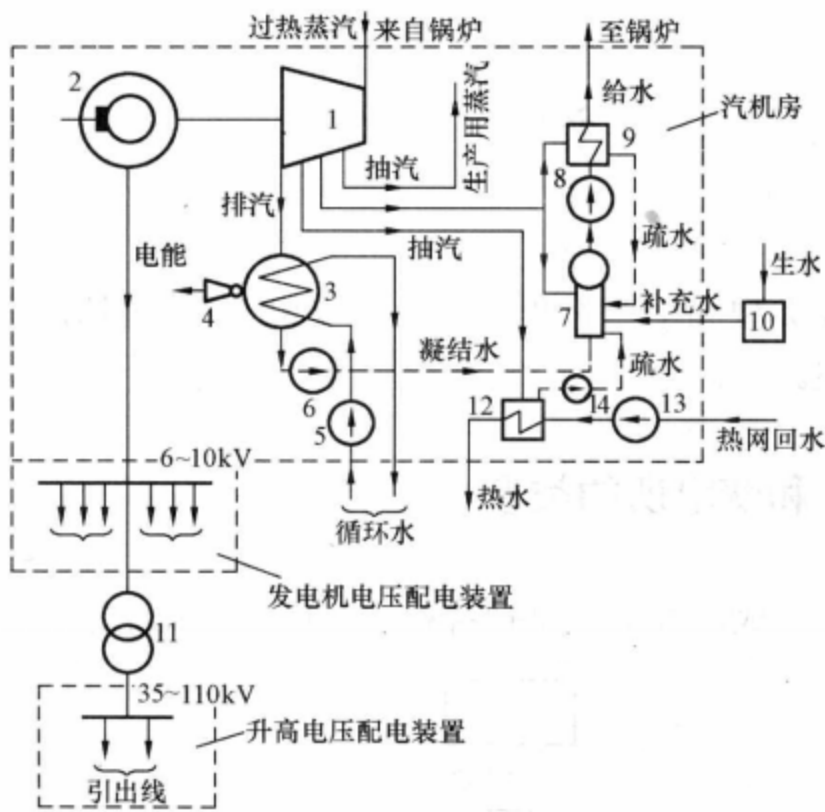 过热蒸汽 来自锅炉
至锅炉
2
1
给水
9
汽机房
生产用蒸汽
抽汽
8
排汽
抽汽
疏水
电能
生水
3
4
7
补充水
10
凝结水
疏水
6
5
12
14
13
热网回水
6~10kV
热水
循环水
发电机电压配电装置
11
35~110kV
升高电压配电装置
引出线